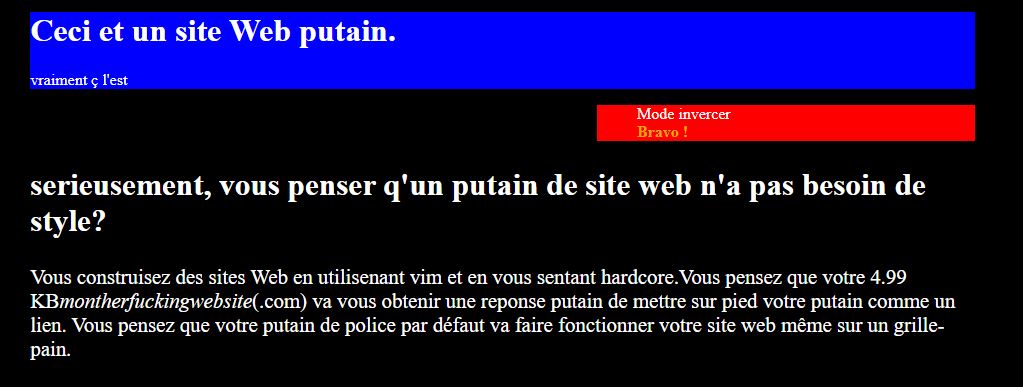 Ceci et un site Web putain.
vraiment ç l'est
Mode invercer
Bravo !
serieusement, vous penser q'un putain de site web n'a pas besoin de
style?
Vous construisez des sites Web en utilisenant vim et en vous sentant hardcore.Vous pensez que votre 4.99
KBmontherfuckingwebsite(.com) va vous obtenir une reponse putain de mettre sur pied votre putain comme un
lien. Vous pensez que votre putain de police par défaut va faire fonctionner votre site web même sur un grille-
pain.